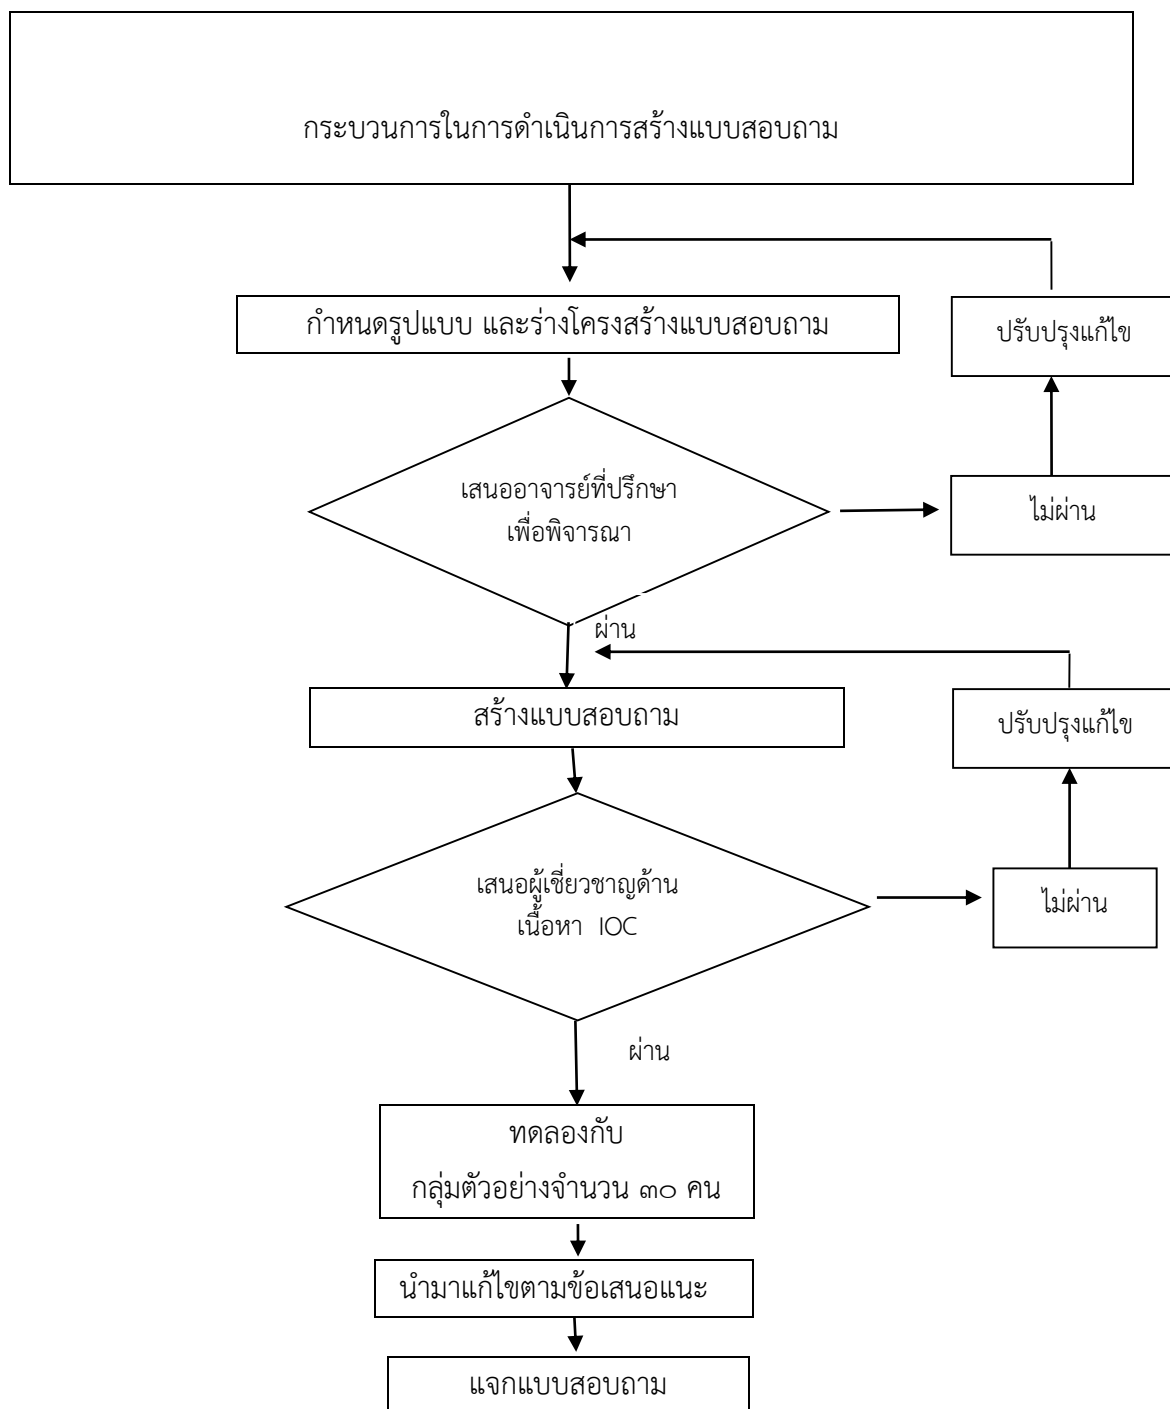 กระบวนการในการดำเนินการสร้างแบบสอบถาม
กำหนดรูปแบบ และร่างโครงสร้างแบบสอบถาม
ปรับปรุงแก้ไข
เสนออาจารย์ที่ปรึกษา
เพื่อพิจารณา
ไม่ผ่าน
ผ่าน
สร้างแบบสอบถาม
ปรับปรุงแก้ไข
เสนอผู้เชี่ยวชาญด้าน
เนื้อหา IOC
ไม่ผ่าน
ผ่าน
ทดลองกับ
กลุ่มตัวอย่างจำนวน ๓๐ คน
นำมาแก้ไขตามข้อเสนอแนะ
แจกแบบสอบถาม